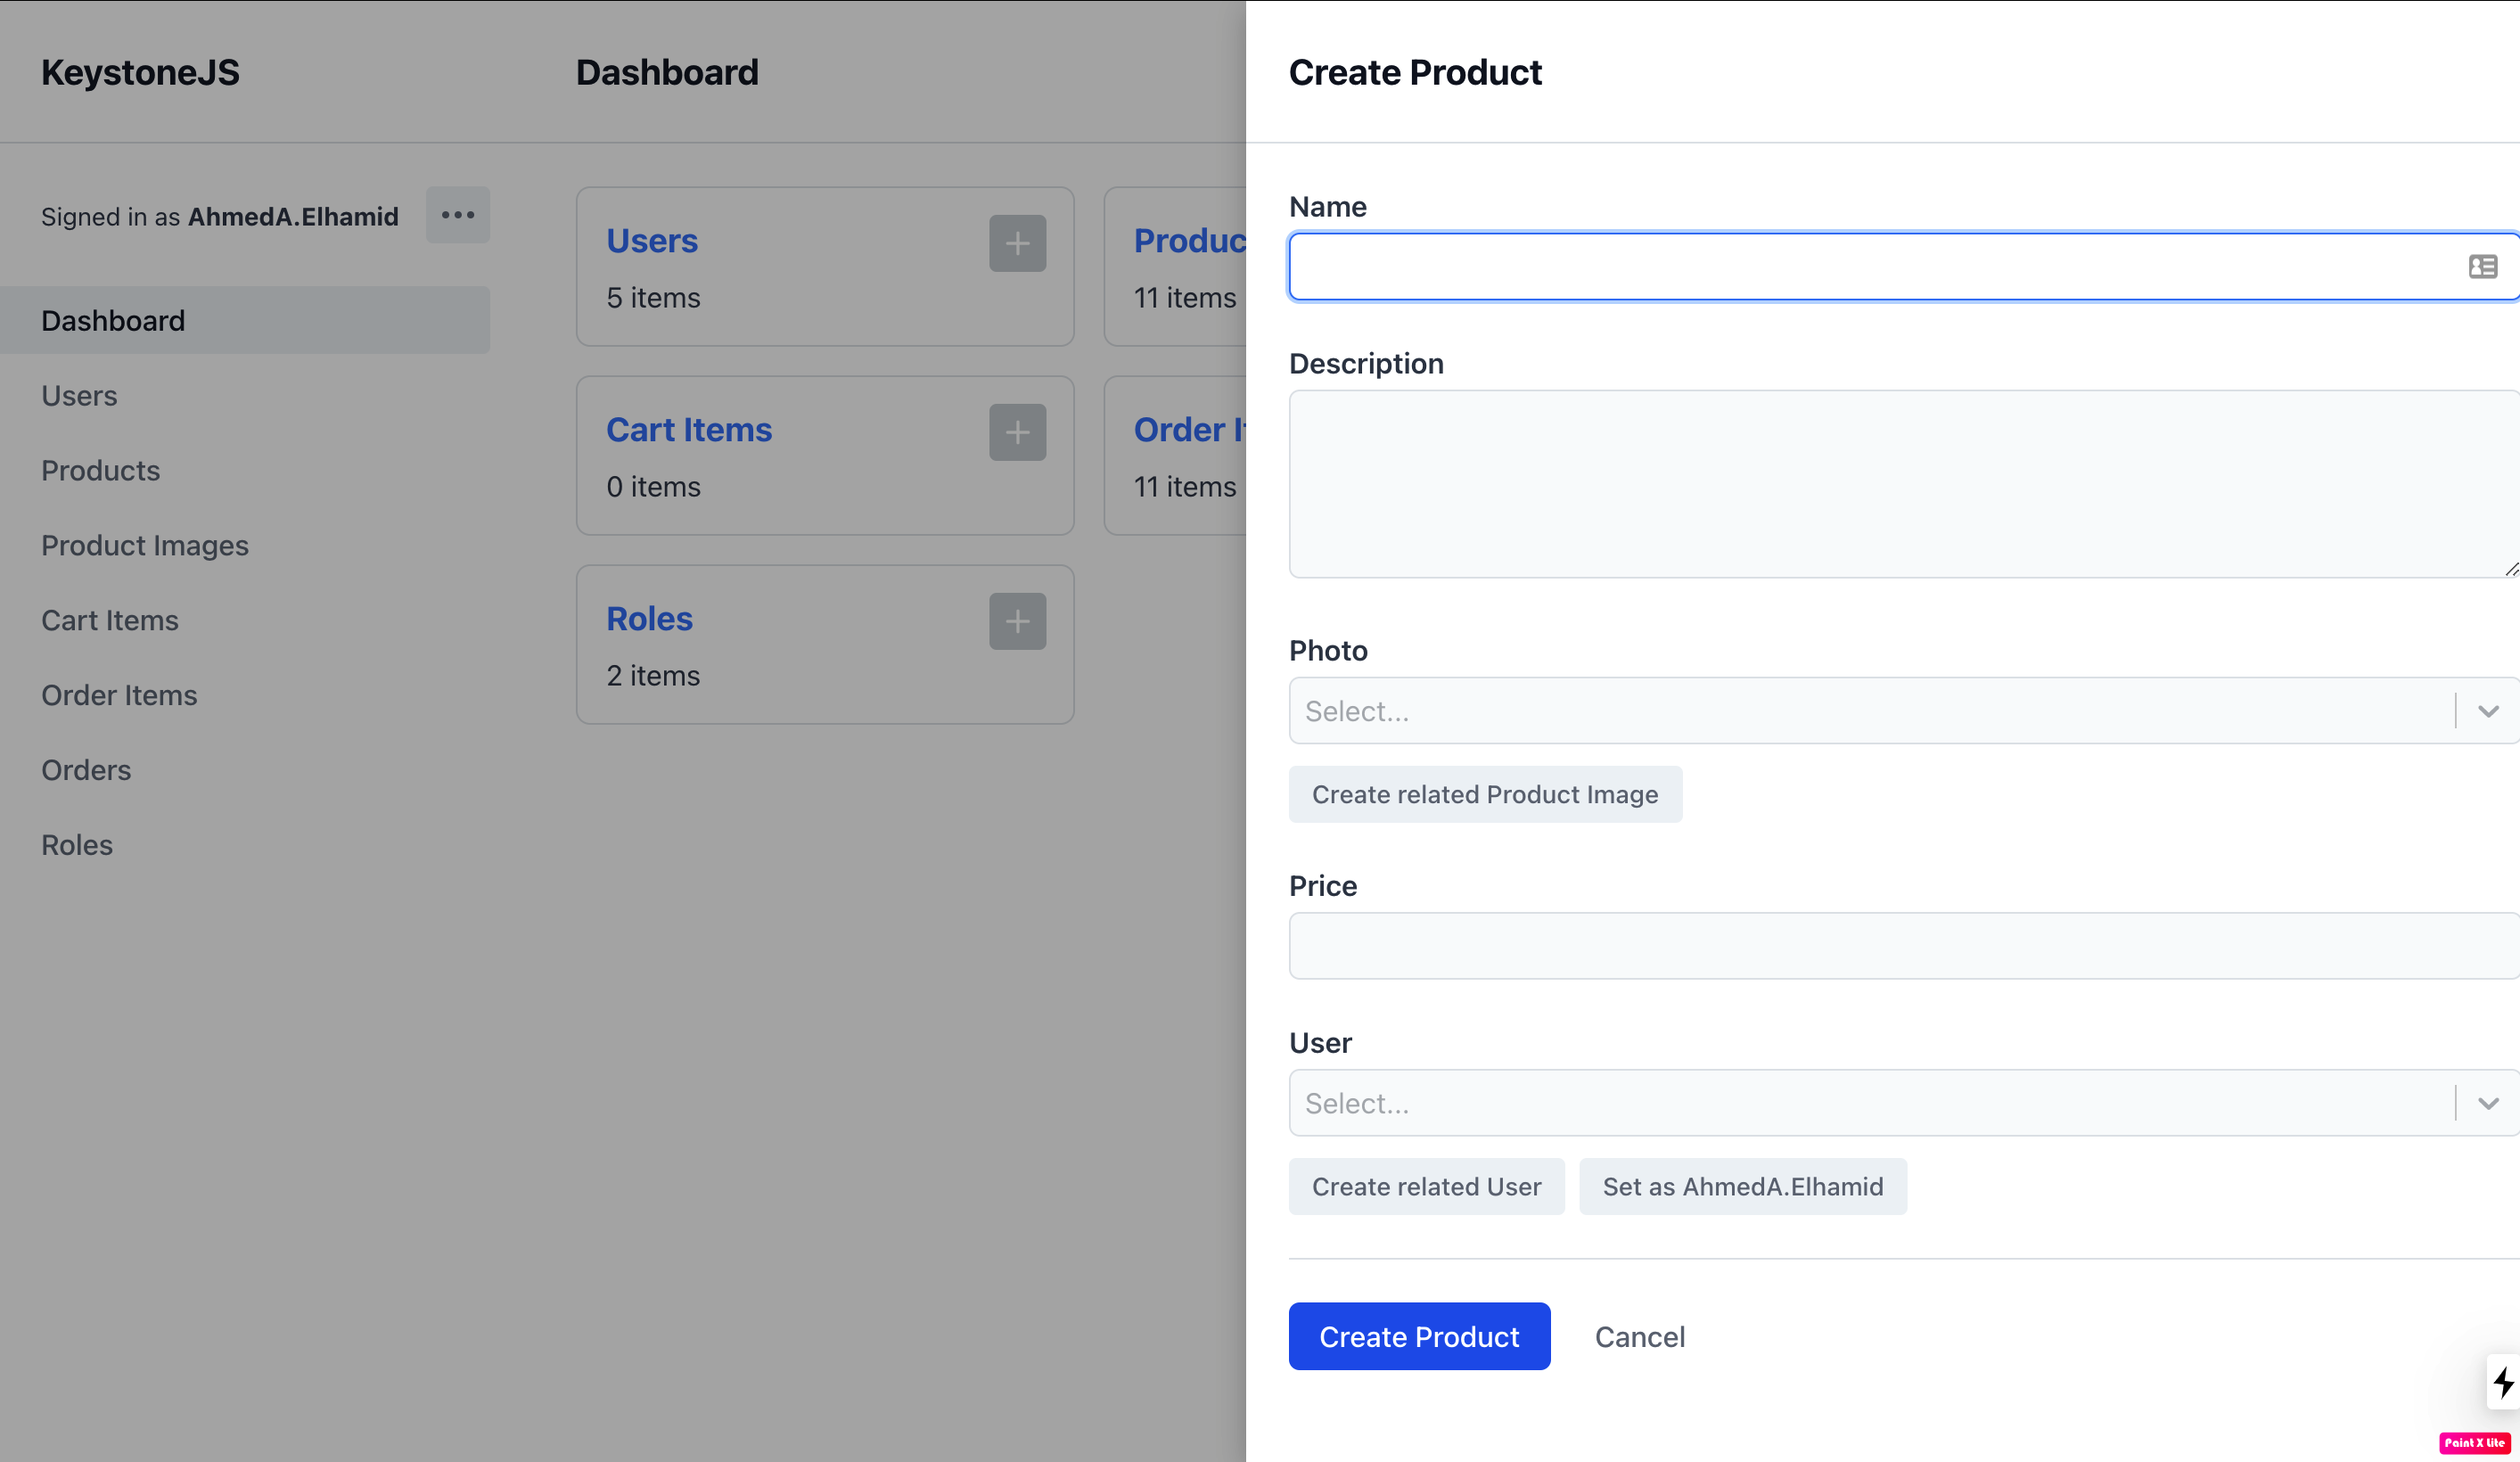 KeystoneJS
Signed in as AhmedA.Elhamid
Dashboard
Users
Products
Product Images
Cart Items
Order Items
Orders
Roles
Dashboard
Users
5 items
Produc
11 items
Cart Items
0 items
Order I
11 items
Roles
2 items
Create Product
Name
Description
Photo
Select...
Create related Product Image
Price
User
Select...
Create related User
Set as AhmedA.Elhamid
Create Product
Cancel
Paint X Lite